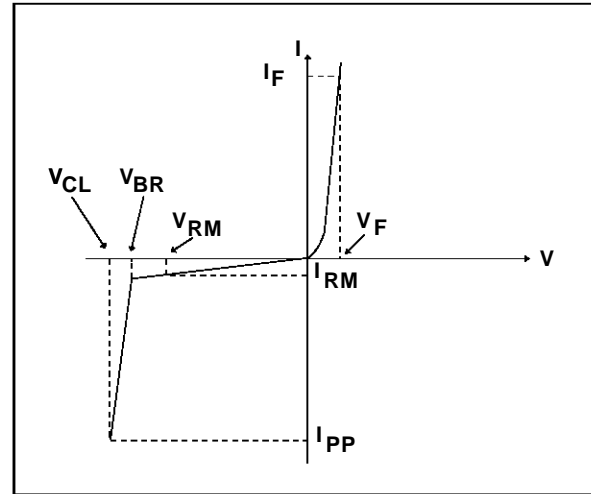 I
I_F
V_CL
V_BR
V_RM
V_F
V
I_RM
I_PP